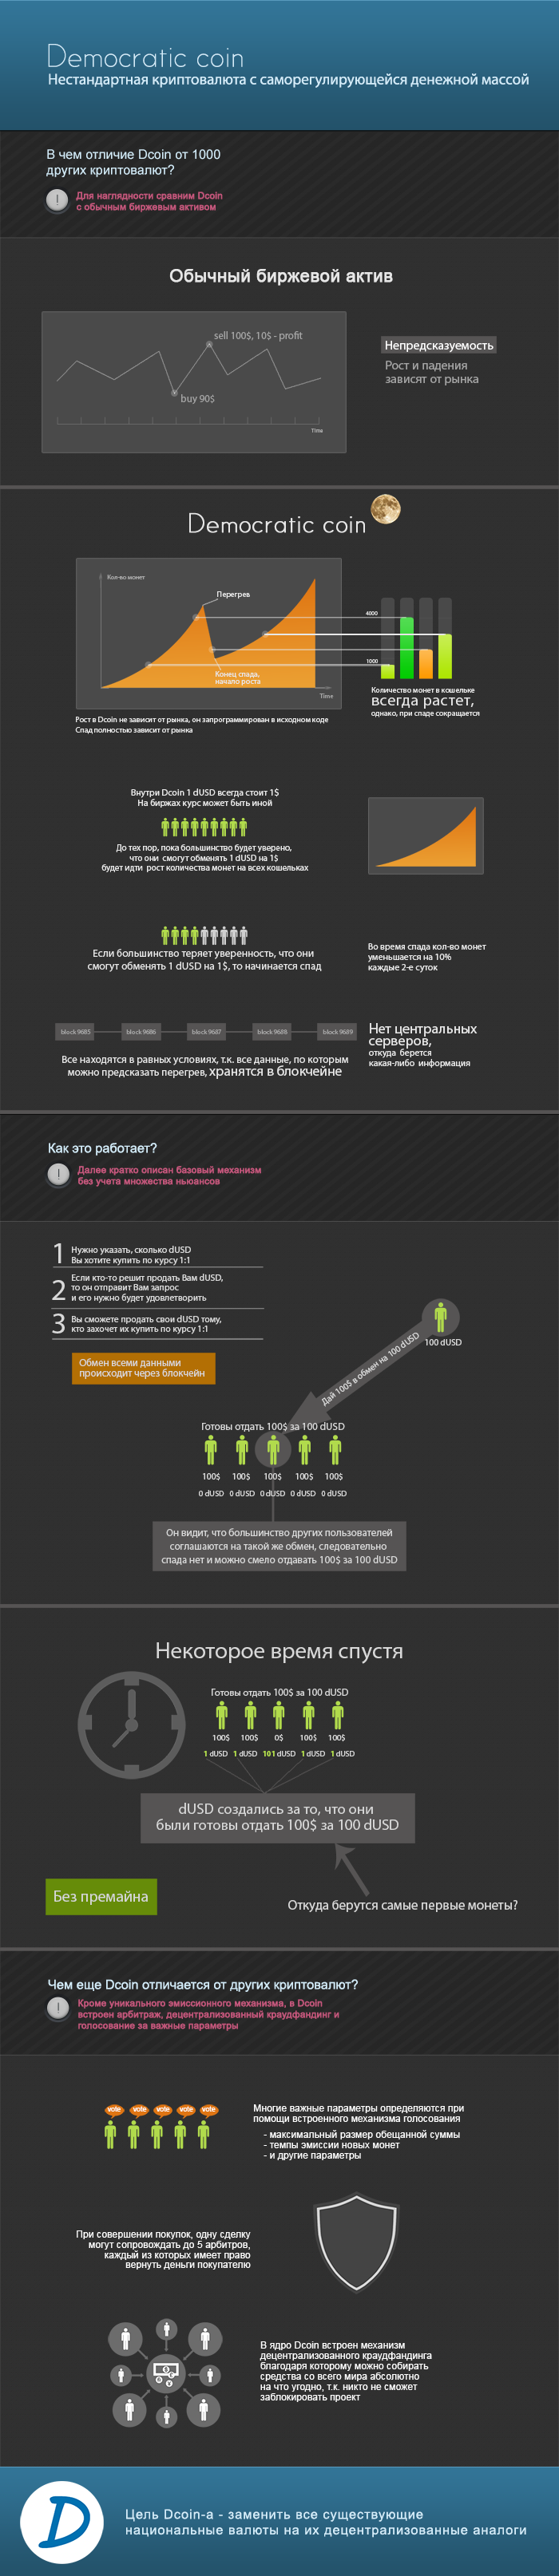 Democratic coin
Нестандартная криптовалюта с саморегулирующейся денежной массой
В чем отличие Dcoin от 1000
других криптовалют?
!
Для наглядности сравним Dcoin
с обычным биржевым активом
Обычный биржевой актив
sell 100$, 10$ - profit
buy 90$
Time
Непредсказуемость
Рост и падения
зависят от рынка
Democratic coin
Кол-во монет
Перегрев
Конец спада,
начало роста
Time
4000
1000
Количество монет в кошельке
всегда растет,
однако, при спаде сокращается
Рост в Dcoin не зависит от рынка, он запрограммирован в исходном коде
Спад полностью зависит от рынка
Внутри Dcoin 1 dUSD всегда стоит 1$
На биржах курс может быть иной
До тех пор, пока большинство будет уверено,
что они смогут обменять 1 dUSD на 1$
будет идти рост количества монет на всех кошельках
Если большинство теряет уверенность, что они
смогут обменять 1 dUSD на 1$, то начинается спад
Во время спада кол-во монет
уменьшается на 10%
каждые 2-е суток
block 9685
block 9686
block 9687
block 9688
block 9689
Все находятся в равных условиях, т.к. все данные, по которым
можно предсказать перегрев, хранятся в блокчейне
Нет центральных
серверов,
откуда берется
какая-либо информация
Как это работает?
!
Далее кратко описан базовый механизм
без учета множества ньюансов
1 Нужно указать, сколько dUSD
Вы хотите купить по курсу 1:1
2 Если кто-то решит продать Вам dUSD,
то он отправит Вам запрос
и его нужно будет удовлетворить
3 Вы сможете продать свои dUSD тому,
кто захочет их купить по курсу 1:1
Обмен всеми данными
происходит через блокчейн
100 dUSD
Дай 100$ в обмен на 100 dUSD
Готовы отдать 100$ за 100 dUSD
100$ 100$ 100$ 100$ 100$
0 dUSD 0 dUSD 0 dUSD 0 dUSD 0 dUSD
Он видит, что большинство других пользователей
соглашаются на такой же обмен, следовательно
спада нет и можно смело отдавать 100$ за 100 dUSD
Некоторое время спустя
Готовы отдать 100$ за 100 dUSD
100$ 100$ 0$ 100$ 100$
1 dUSD 1 dUSD 101 dUSD 1 dUSD 1 dUSD
dUSD создались за то, что они
были готовы отдать 100$ за 100 dUSD
Без премайна
Откуда берутся самые первые монеты?
Чем еще Dcoin отличается от других криптовалют?
!
Кроме уникального эмиссионного механизма, в Dcoin
встроен арбитраж, децентрализованный краудфандинг и
голосование за важные параметры
vote vote vote vote vote
Многие важные параметры определяются при
помощи встроенного механизма голосования
- максимальный размер обещанной суммы
- темпы эмиссии новых монет
- и другие параметры
При совершении покупок, одну сделку
могут сопровождать до 5 арбитров,
каждый из которых имеет право
вернуть деньги покупателю
В ядро Dcoin встроен механизм
децентрализованного краудфандинга
благодаря которому можно собирать
средства со всего мира абсолютно
на что угодно, т.к. никто не сможет
заблокировать проект
D
Цель Dcoin-а - заменить все существующие
национальные валюты на их децентрализованные аналоги